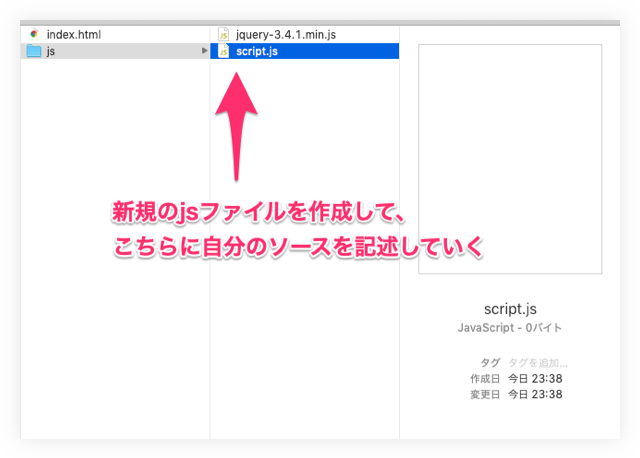 index.html
js
jquery-3.4.1.min.js
script.js
新規のjsファイルを作成して、
こちらに自分のソースを記述していく
script.js
JavaScript - 0バイト
タグ タグを追加...
作成日 今日 23:38
変更日 今日 23:38